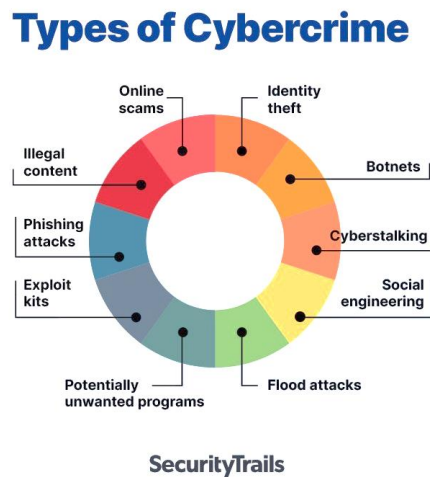 Types of Cybercrime
Online
scams
Identity
theft
Illegal
content
Botnets
Phishing
attacks
Cyberstalking
Exploit
kits
Social
engineering
Potentially
unwanted programs
Flood attacks
SecurityTrails